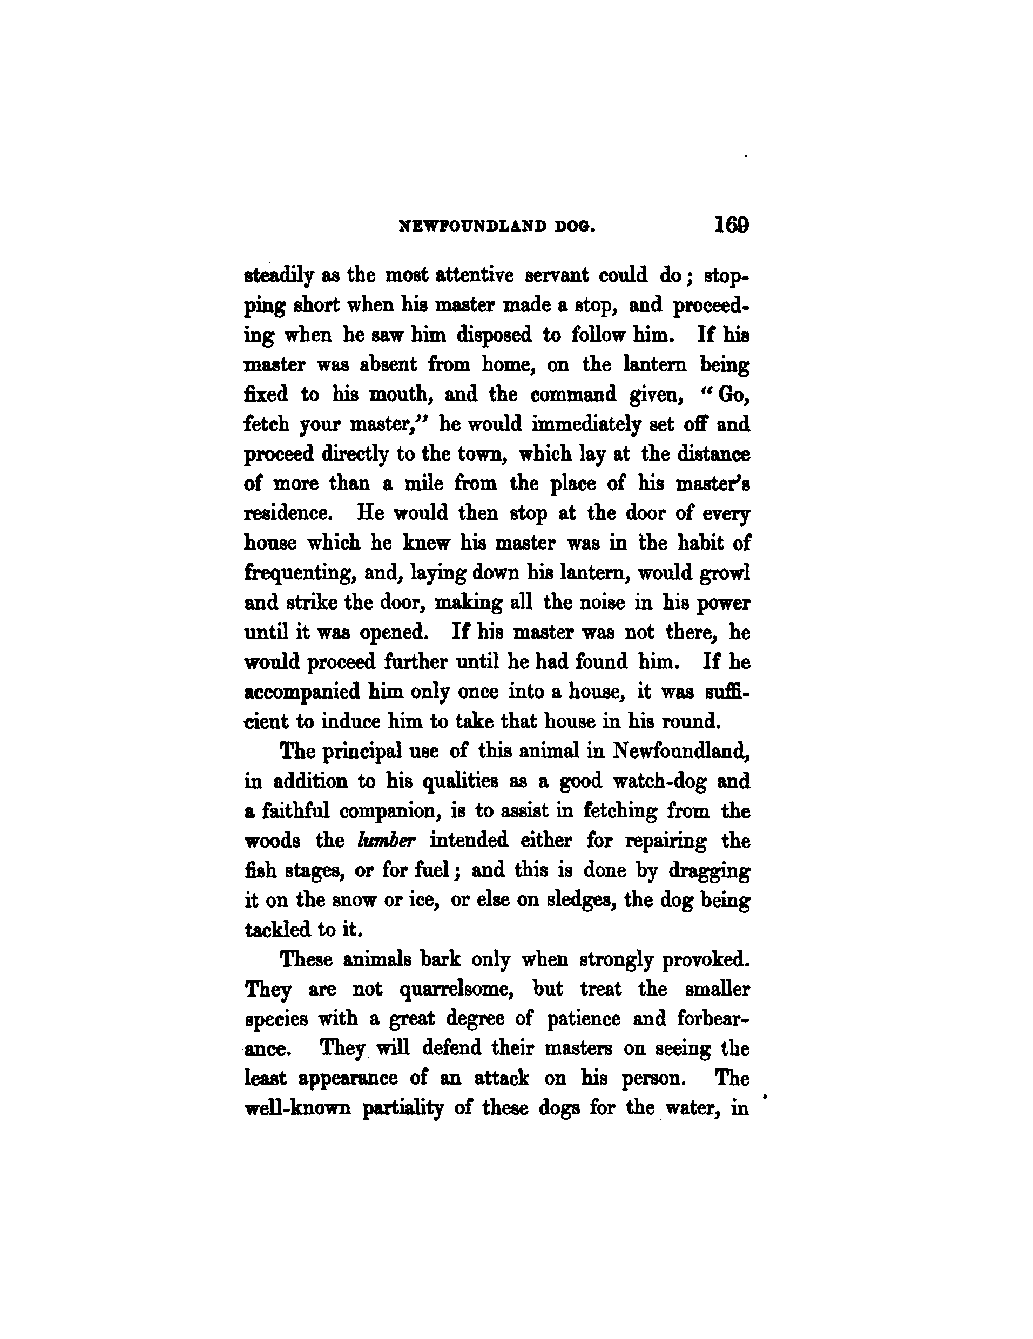 NEWFOUNDLAND DOG. 169
steadily as the most attentive servant could do; stop-
ping short when his master made a stop, and proceed-
ing when he saw him disposed to follow him. If his
master was absent from home, on the lantern being
fixed to his mouth, and the command given, “Go,
fetch your master,” he would immediately set off and
proceed directly to the town, which lay at the distance
of more than a mile from the place of his master's
residence. He would then stop at the door of every
house which he knew his master was in the habit of
frequenting, and, laying down his lantern, would growl
and strike the door, making all the noise in his power
until it was opened. If his master was not there, he
would proceed further until he had found him. If he
accompanied him only once into a house, it was suffi-
cient to induce him to take that house in his round.
The principal use of this animal in Newfoundland,
in addition to his qualities as a good watch-dog and
a faithful companion, is to assist in fetching from the
woods the lumber intended either for repairing the
fish stages, or for fuel; and this is done by dragging
it on the snow or ice, or else on sledges, the dog being
tackled to it.
These animals bark only when strongly provoked.
They are not quarrelsome, but treat the smaller
species with a great degree of patience and forbear-
ance. They will defend their masters on seeing the
least appearance of an attack on his person. The
well-known partiality of these dogs for the water, in